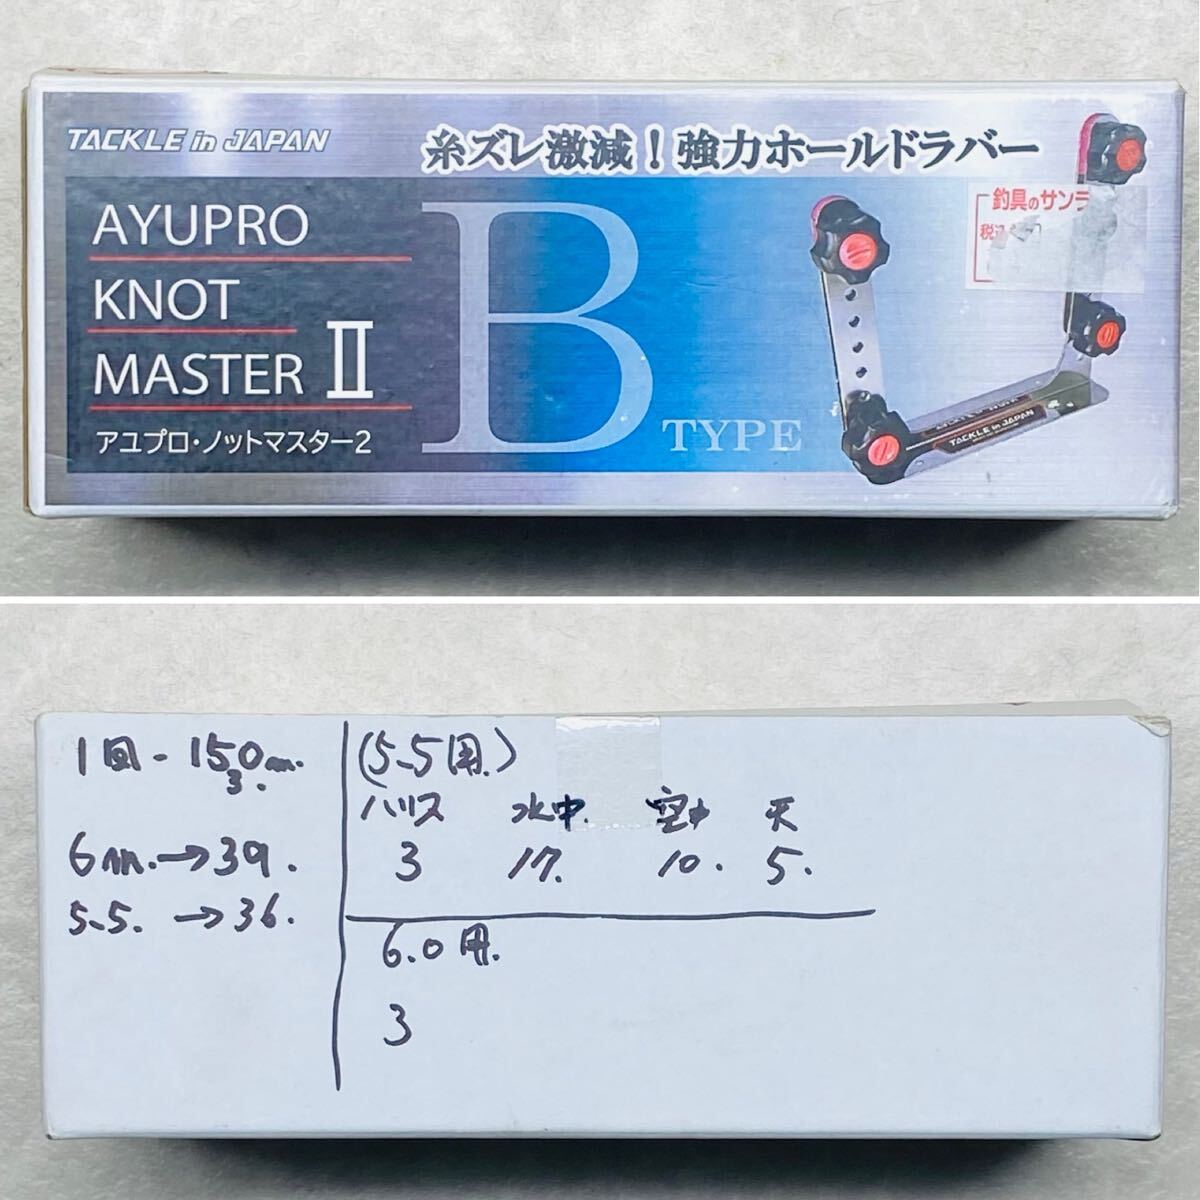 TACKLE in JAPAN
糸ズレ激減!強力ホールドラバー
AYUPRO
KNOT
MASTER II
アユプロ・ノットマスター2
B TYPE
釣具のサンラ
税込
TACKLE in JAPAN
1回-150m.
3.
6m.→39.
5.5.→36.
(5.5用.)
ハリス 水中. 空中 天
3 17. 10. 5.
6.0用.
3